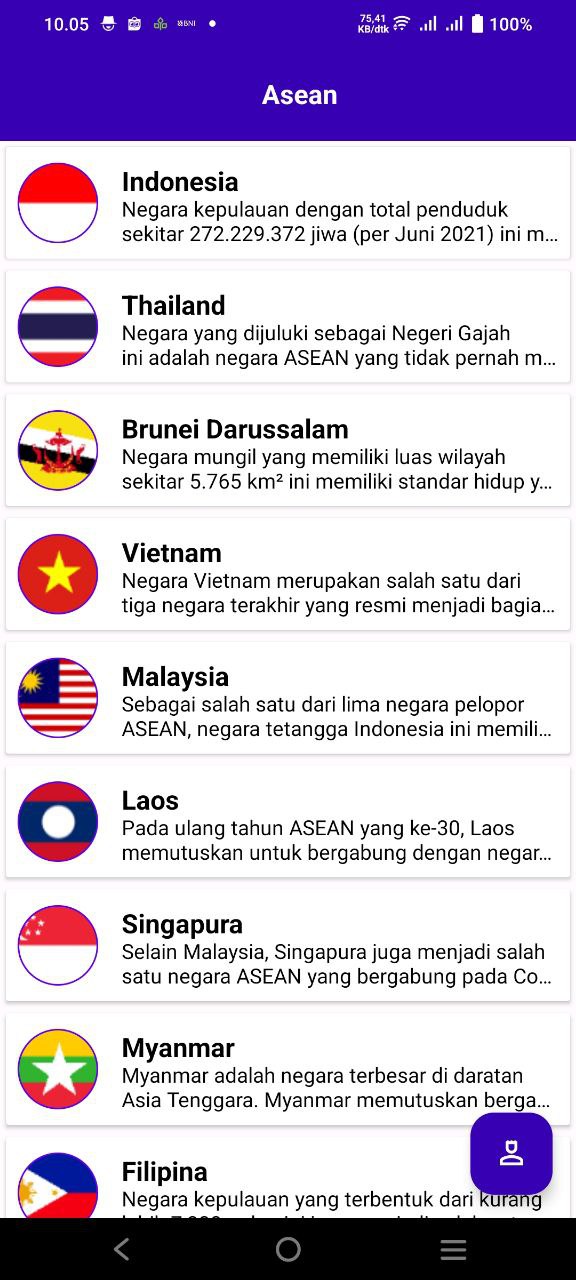 10.05 BNI 75,41 KB/dtk 100%
Asean
Indonesia
Negara kepulauan dengan total penduduk
sekitar 272.229.372 jiwa (per Juni 2021) ini m...
Thailand
Negara yang dijuluki sebagai Negeri Gajah
ini adalah negara ASEAN yang tidak pernah m...
Brunei Darussalam
Negara mungil yang memiliki luas wilayah
sekitar 5.765 km² ini memiliki standar hidup y...
Vietnam
Negara Vietnam merupakan salah satu dari
tiga negara terakhir yang resmi menjadi bagia...
Malaysia
Sebagai salah satu dari lima negara pelopor
ASEAN, negara tetangga Indonesia ini memili...
Laos
Pada ulang tahun ASEAN yang ke-30, Laos
memutuskan untuk bergabung dengan negar...
Singapura
Selain Malaysia, Singapura juga menjadi salah
satu negara ASEAN yang bergabung pada Co...
Myanmar
Myanmar adalah negara terbesar di daratan
Asia Tenggara. Myanmar memutuskan berga...
Filipina
Negara kepulauan yang terbentuk dari kurang